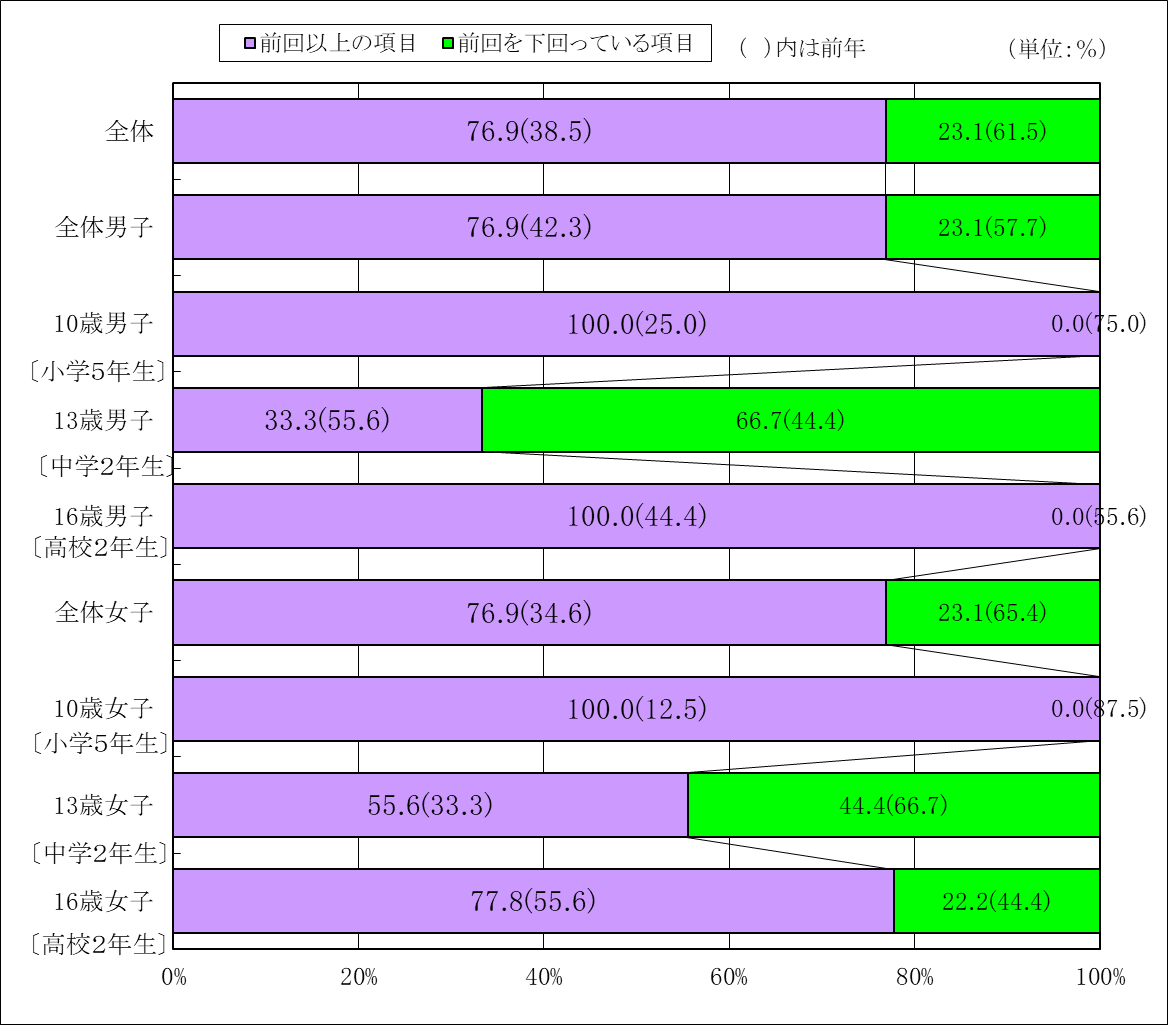 前回以上の項目 前回を下回っている項目 ( )内は前年 (単位:%)
全体 76.9(38.5) 23.1(61.5)
全体男子 76.9(42.3) 23.1(57.7)
10歳男子 100.0(25.0) 0.0(75.0)
〔小学5年生〕
13歳男子 33.3(55.6) 66.7(44.4)
〔中学2年生〕
16歳男子 100.0(44.4) 0.0(55.6)
〔高校2年生〕
全体女子 76.9(34.6) 23.1(65.4)
10歳女子 100.0(12.5) 0.0(87.5)
〔小学5年生〕
13歳女子 55.6(33.3) 44.4(66.7)
〔中学2年生〕
16歳女子 77.8(55.6) 22.2(44.4)
〔高校2年生〕
0% 20% 40% 60% 80% 100%